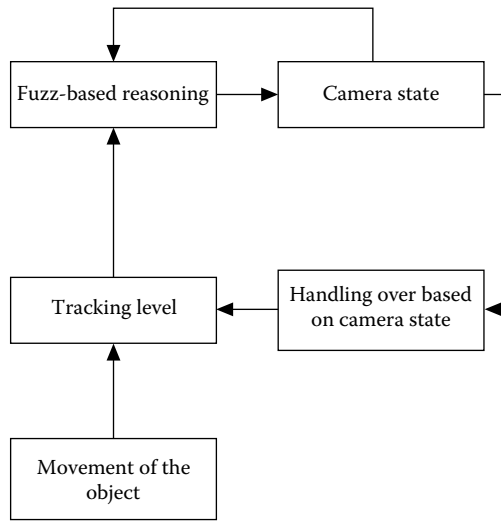 Fuzz-based reasoning
Camera state
Tracking level
Handling over based
on camera state
Movement of the
object